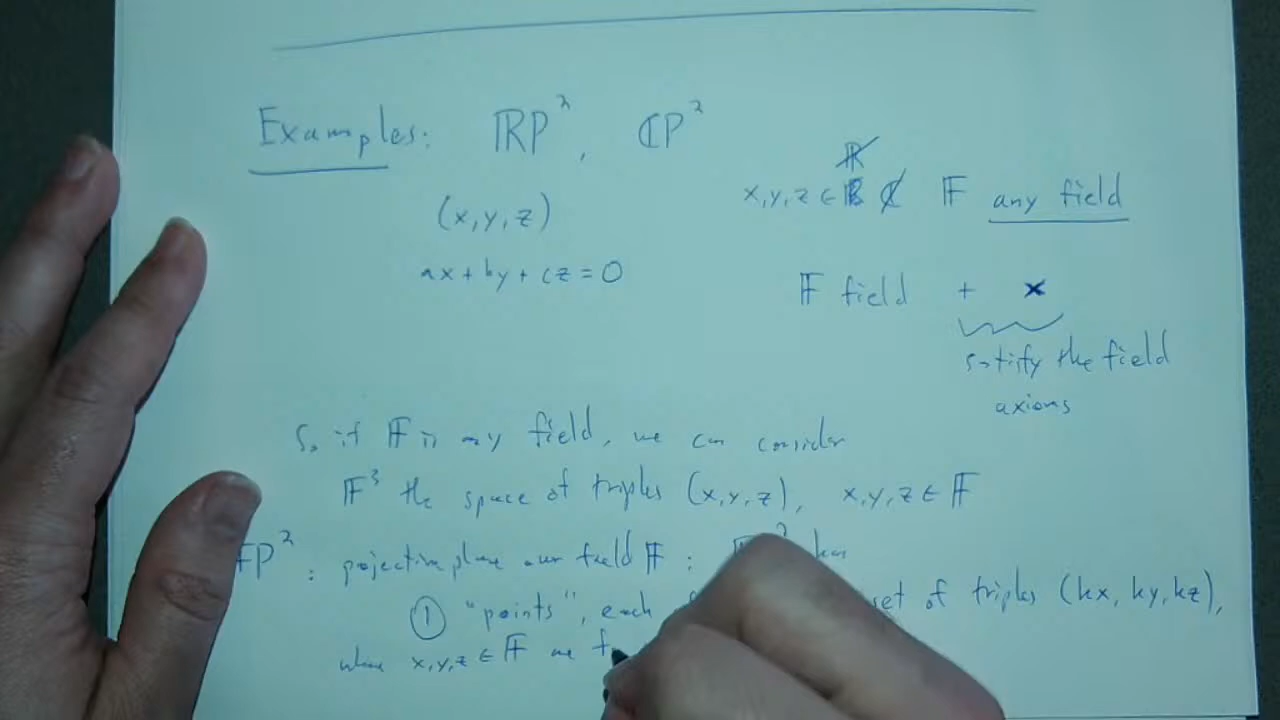 Examples: ℝP², ℂP²
(x,y,z)
ax + by + cz = 0
ℝ
x,y,z ∈ ℂ 𝔽 any field
𝔽 field + ×
satisfy the field
axioms
So if 𝔽 is any field, we can consider
𝔽³ the space of triples (x,y,z), x,y,z ∈ 𝔽
𝔽P² : projective plane over field 𝔽 : has
① "points", each set of triples (kx, ky, kz),
where x,y,z ∈ 𝔽 are